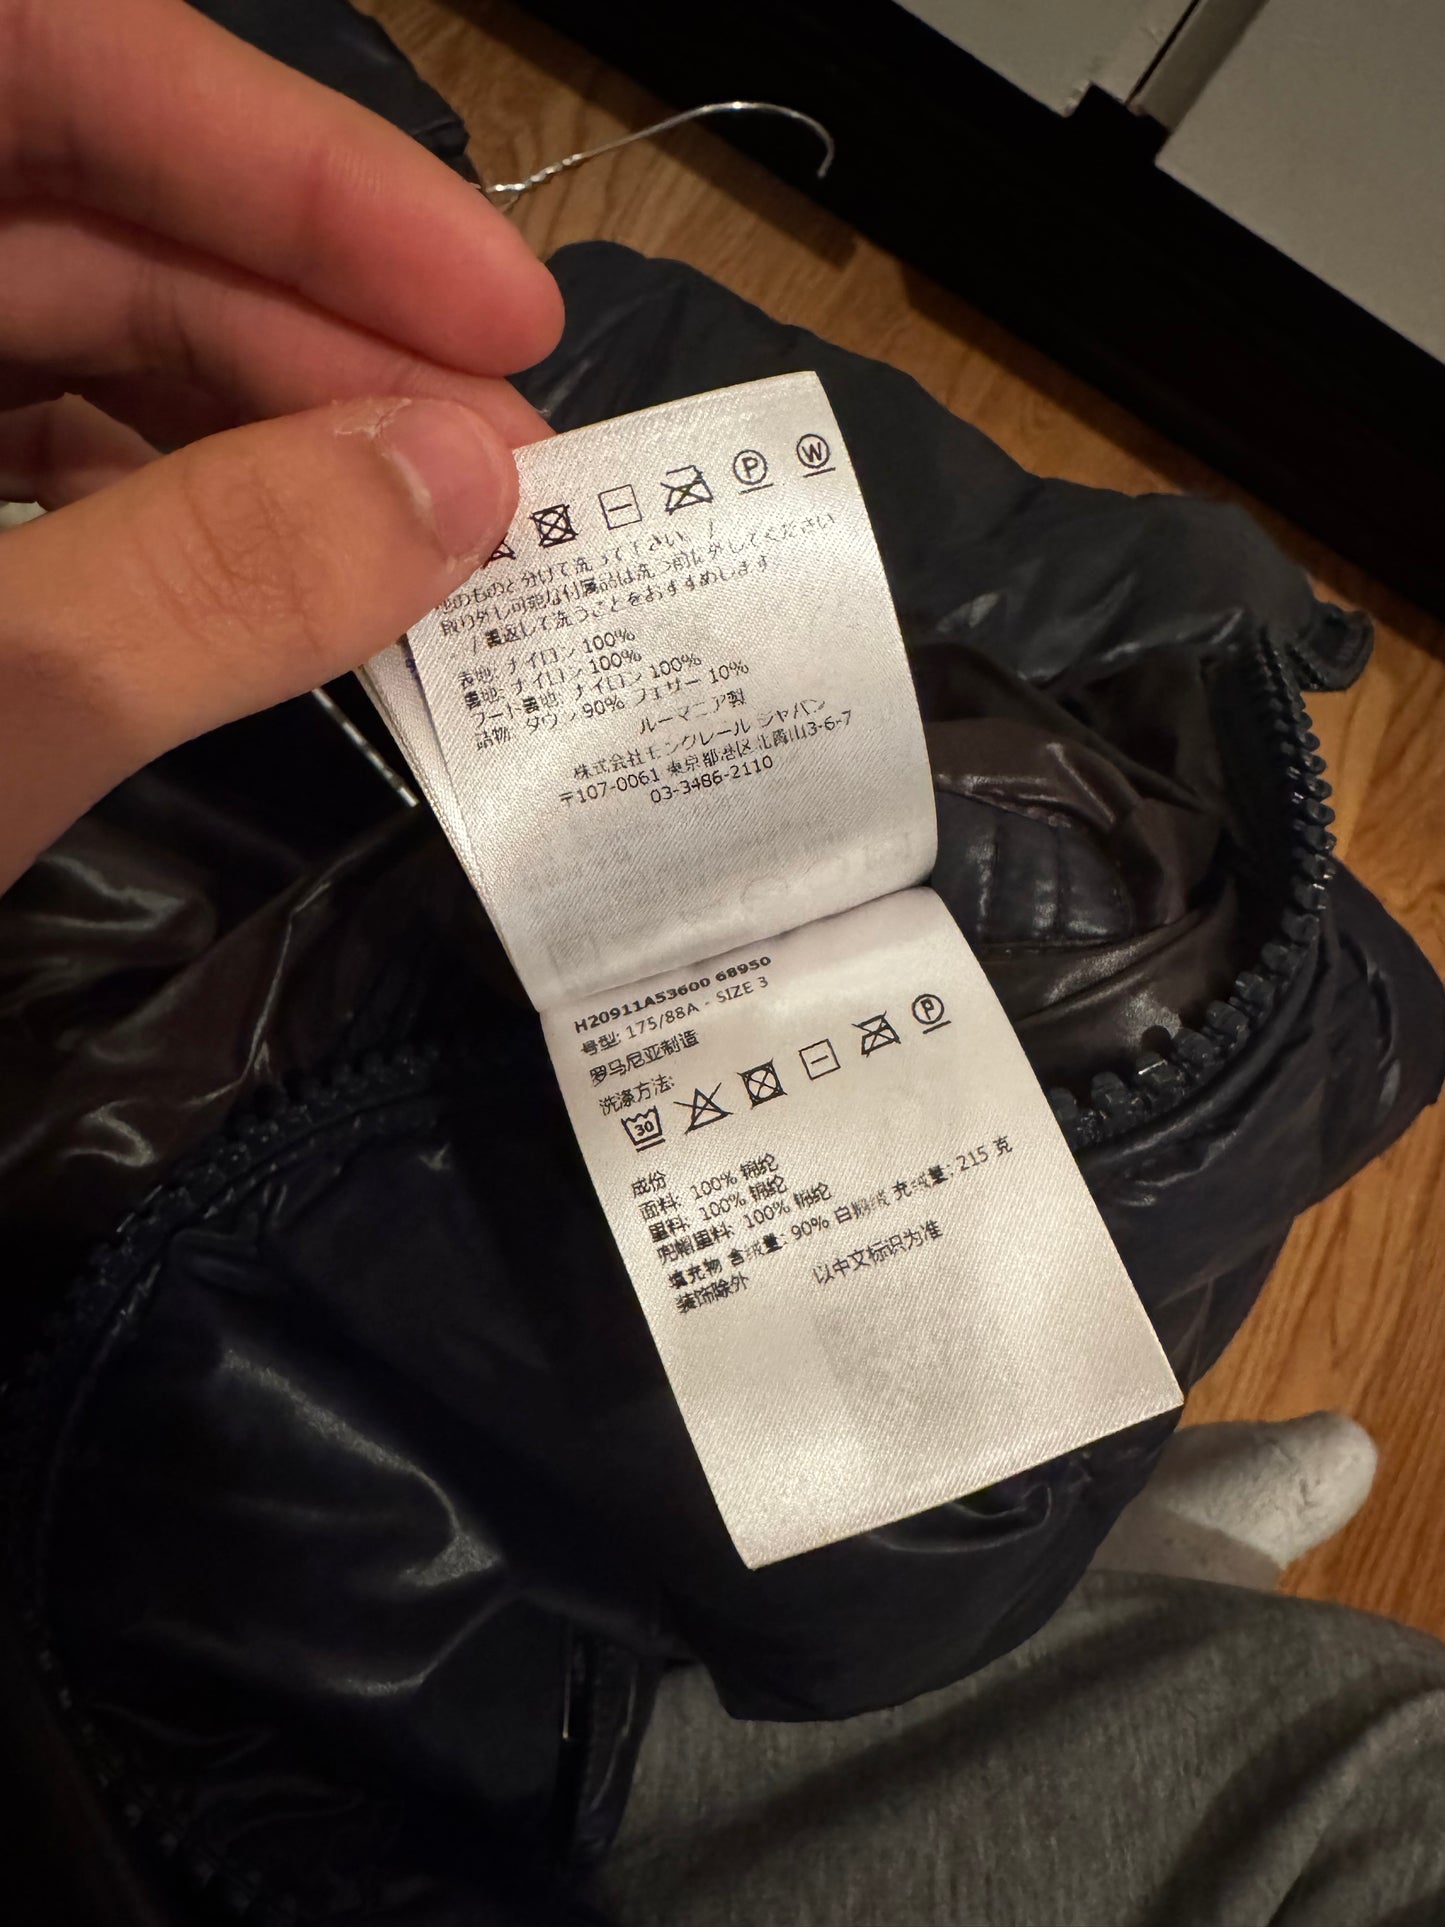 P W
他のものと分けて洗って下さい。/
取り外し可能な付属品は洗う前に外してください
/ 裏返して洗うことをおすすめします
表地: ナイロン 100%
裏地: ナイロン 100%
フード裏地: ナイロン 100%
詰物: ダウン 90% フェザー 10%
ルーマニア製
株式会社モンクレール ジャパン
〒107-0061 東京都港区北青山3-6-7
03-3486-2110
H20911A53600 68950
号型: 175/88A - SIZE 3
罗马尼亚制造
洗涤方法:
30 P
成份
面料: 100% 锦纶
里料: 100% 锦纶
兜帽里料: 100% 锦纶
填充物 含绒量: 90% 白鹅绒 充绒量: 215 克
装饰除外 以中文标识为准